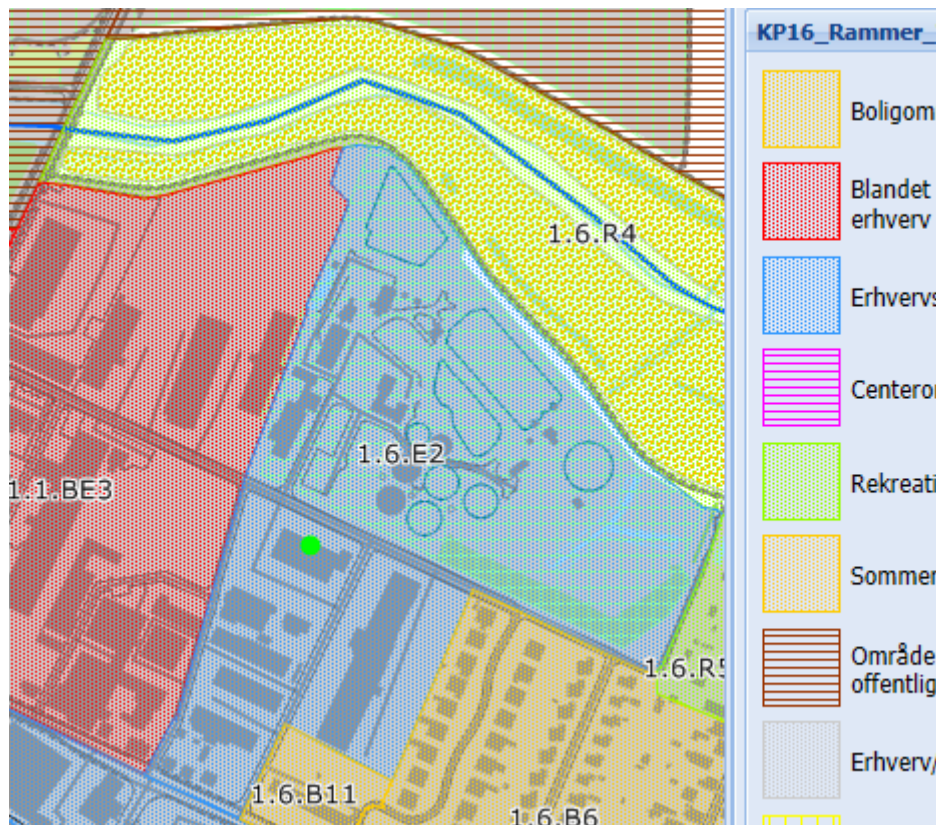 KP16_Rammer_
Boligom
Blandet
erhverv
Erhvervs
Centeror
Rekreati
Sommer
Område
offentlig
Erhverv/
1.6.R4
1.6.E2
1.1.BE3
1.6.R5
1.6.B11
1.6.B6